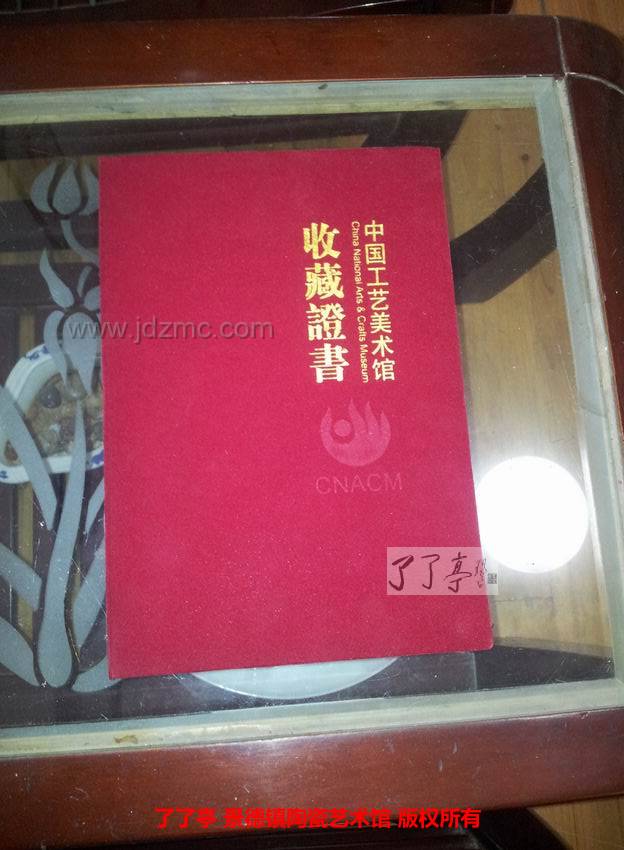 中国工艺美术馆
China National Arts & Crafts Museum
收藏證書
CNACM
www.jdzmc.com
了了亭
了了亭 景德镇陶瓷艺术馆 版权所有